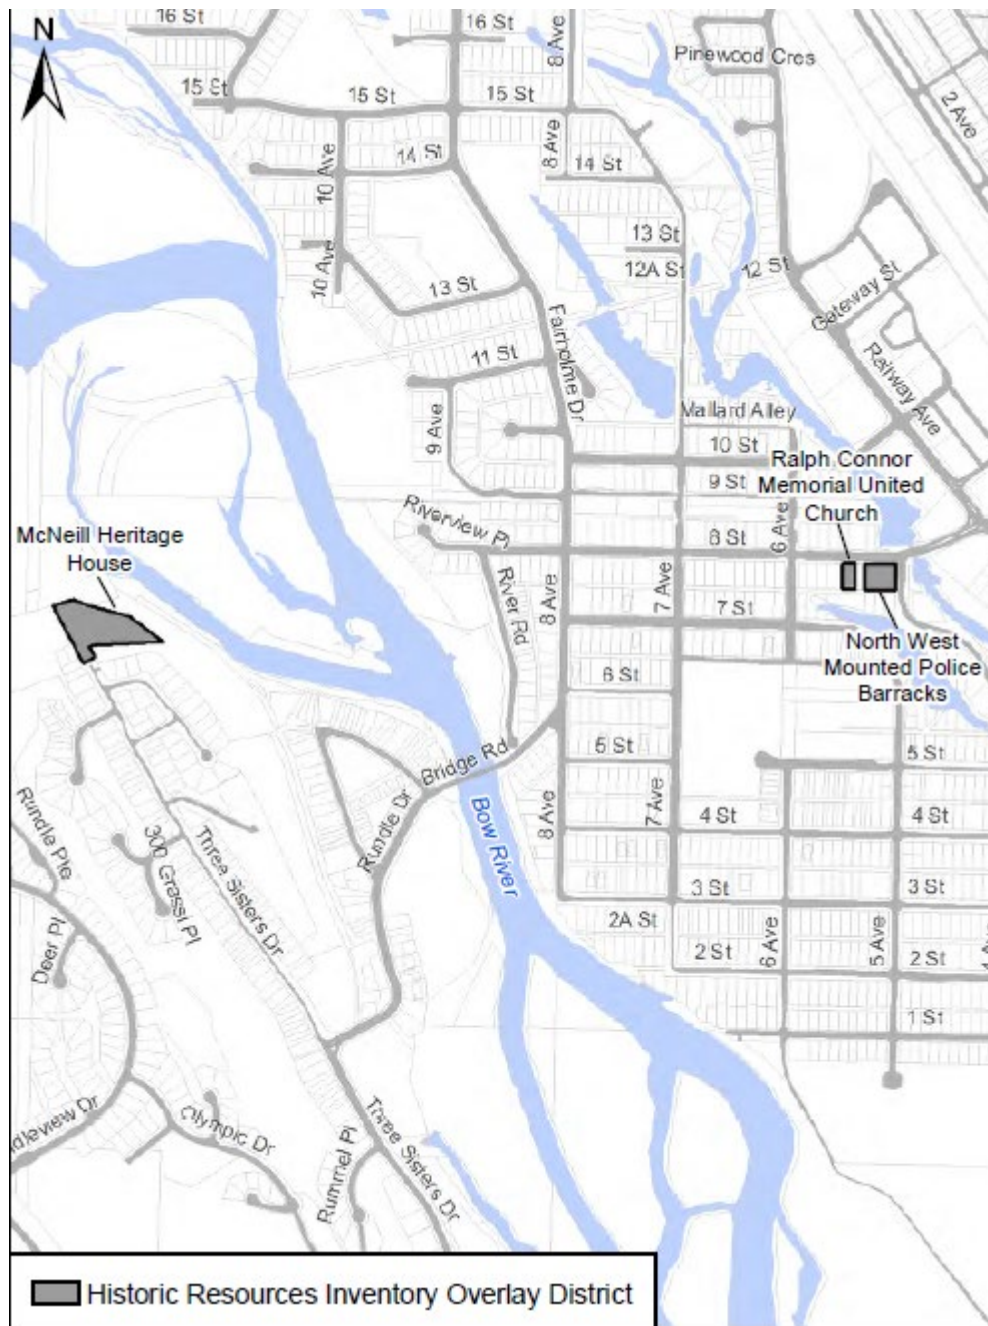 N
16 St
16 St
8 Ave
Pinewood Cres
15 St
15 St
15 St
2 Ave
10 Ave
14 St
8 Ave
14 St
13 St
12A St
12 St
10 Ave
13 St
Gateway St
Fairholme Dr
11 St
Railway Ave
9 Ave
Mallard Alley
10 St
9 St
Ralph Connor
Memorial United
Church
6 Ave
Riverview Pl
8 St
McNeill Heritage
House
River Rd
8 Ave
7 Ave
7 St
North West
Mounted Police
Barracks
6 St
5 St
5 St
Bridge Rd
Rundle Dr
Bow River
8 Ave
7 Ave
4 St
4 St
Rundle Ple
300 Grassi Pl
Three Sisters Dr
3 St
3 St
2A St
Deer Pl
2 St
6 Ave
5 Ave
2 St
4 Ave
1 St
dleview Dr
Olympic Dr
Rummel Pl
Three Sisters Dr
Historic Resources Inventory Overlay District